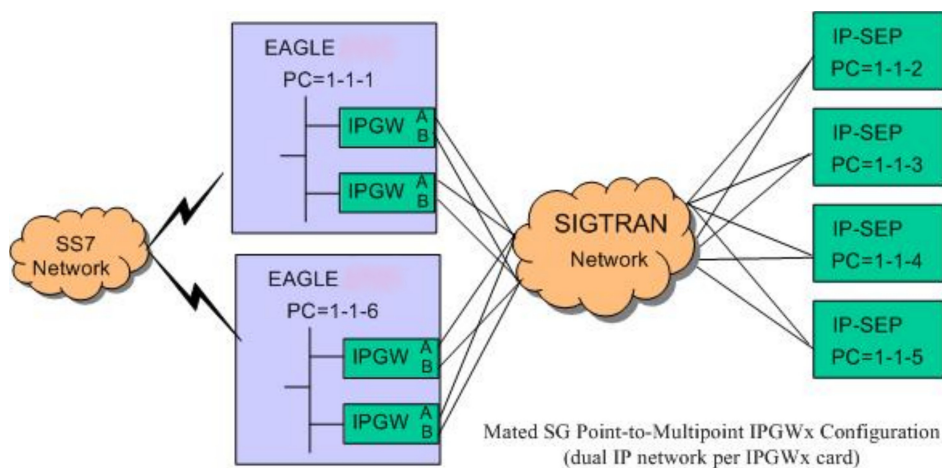 EAGLE
PC=1-1-1
IPGW A
B
IPGW A
B
SS7
Network
EAGLE
PC=1-1-6
IPGW A
B
IPGW A
B
SIGTRAN
Network
IP-SEP
PC=1-1-2
IP-SEP
PC=1-1-3
IP-SEP
PC=1-1-4
IP-SEP
PC=1-1-5
Mated SG Point-to-Multipoint IPGWx Configuration
(dual IP network per IPGWx card)